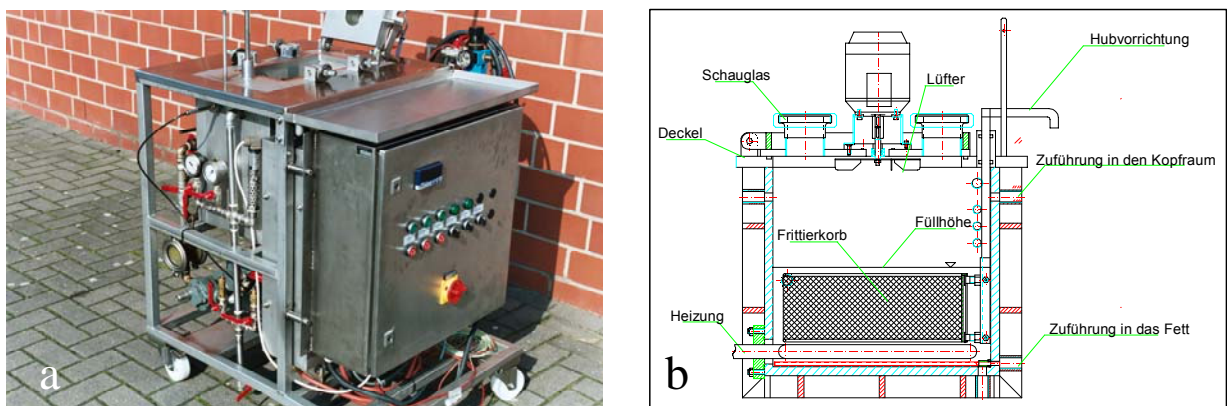 a
Hubvorrichtung
Schauglas
Lüfter
Deckel
Zuführung in den Kopfraum
Füllhöhe
Frittierkorb
Heizung
Zuführung in das Fett
b